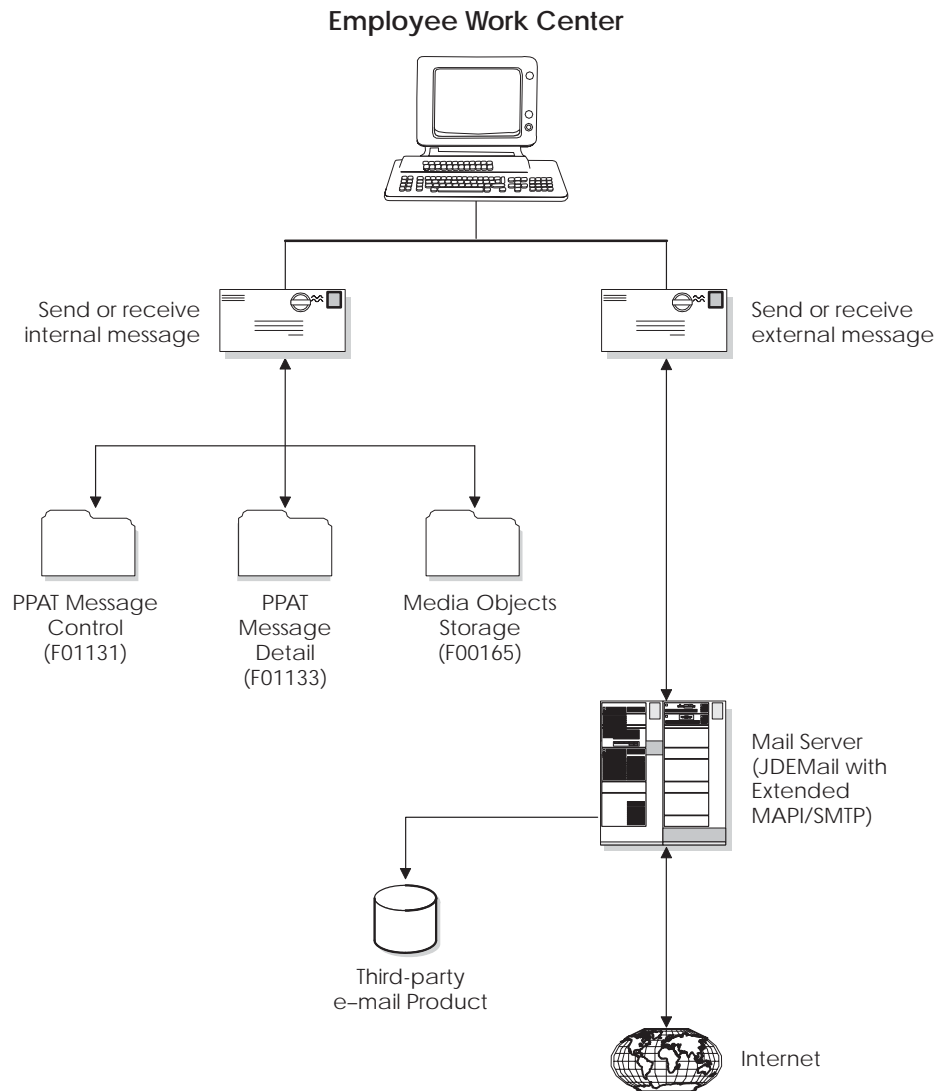 Employee Work Center
Send or receive
internal message
Send or receive
external message
PPAT Message
Control
(F01131)
PPAT
Message
Detail
(F01133)
Media Objects
Storage
(F00165)
Mail Server
(JDEMail with
Extended
MAPI/SMTP)
Third-party
e–mail Product
Internet